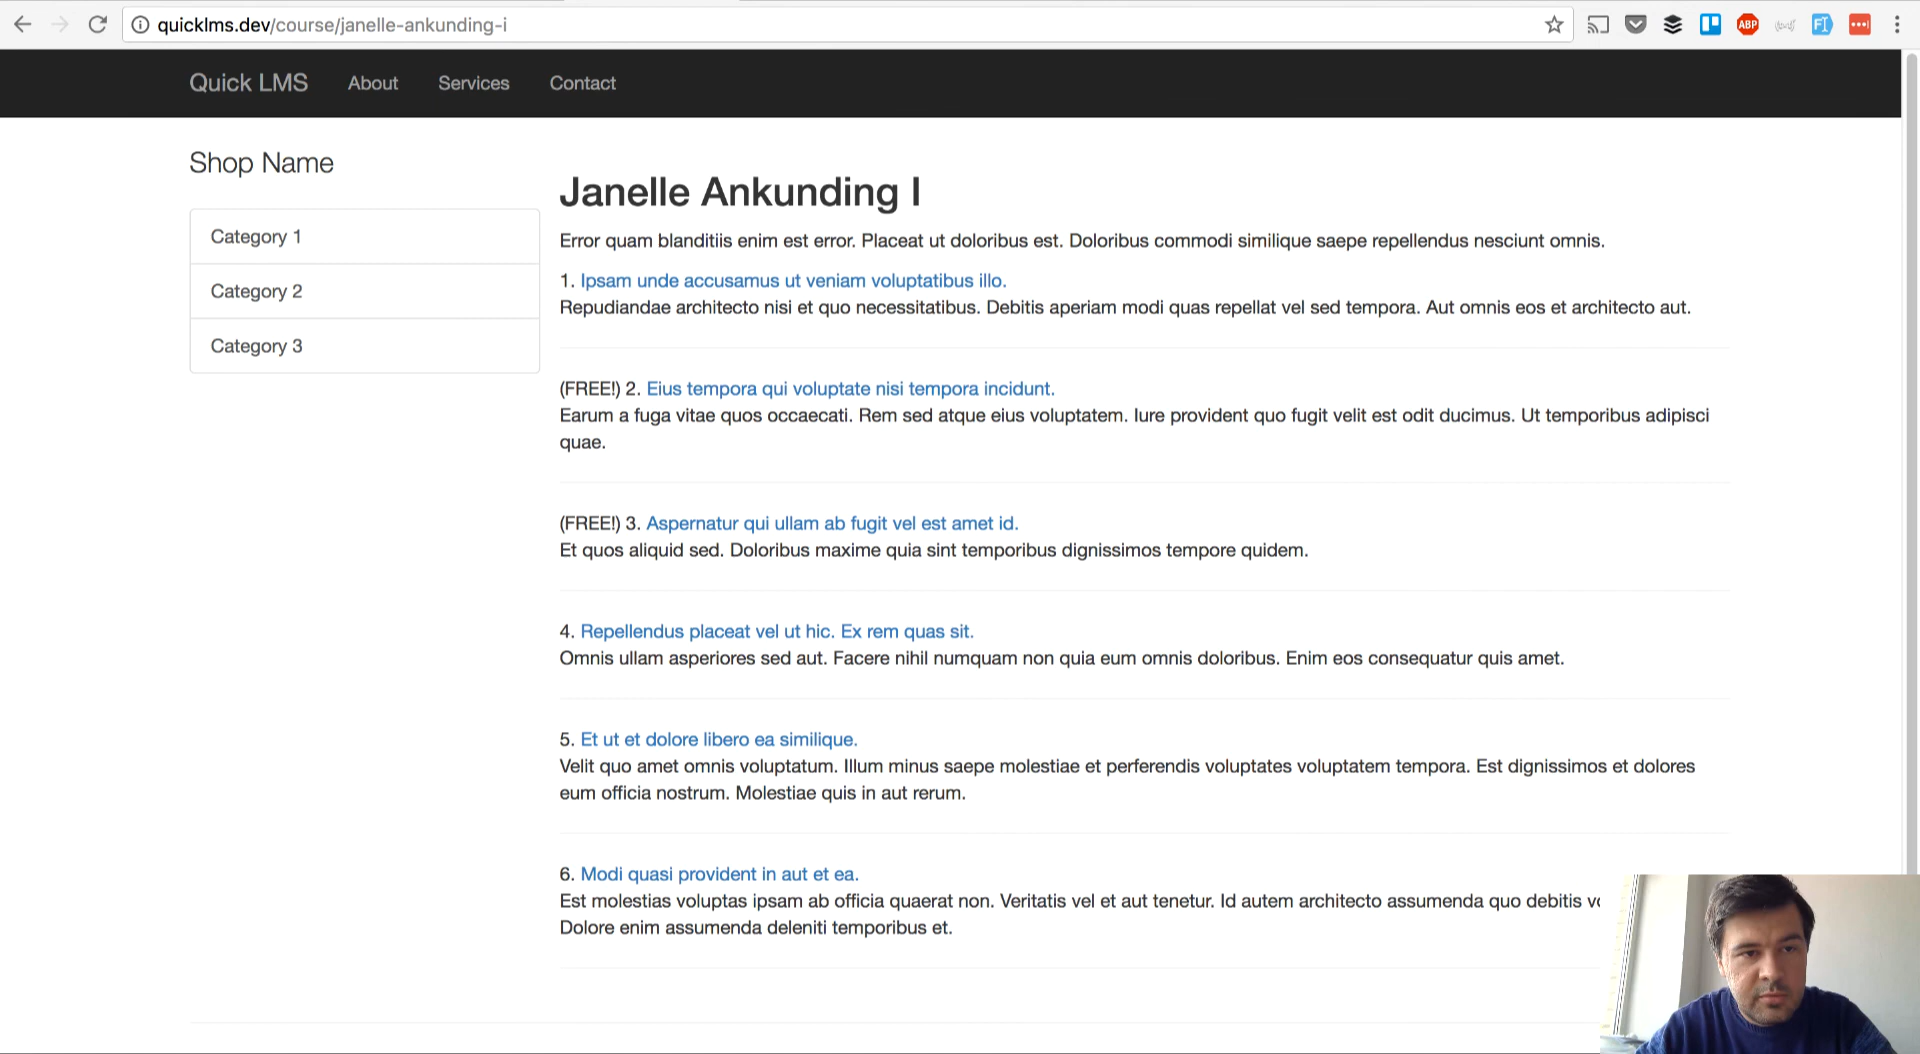 quicklms.dev/course/janelle-ankunding-i
ABP
Quick LMS About Services Contact
Shop Name
Category 1
Category 2
Category 3
Janelle Ankunding I
Error quam blanditiis enim est error. Placeat ut doloribus est. Doloribus commodi similique saepe repellendus nesciunt omnis.
1. Ipsam unde accusamus ut veniam voluptatibus illo.
Repudiandae architecto nisi et quo necessitatibus. Debitis aperiam modi quas repellat vel sed tempora. Aut omnis eos et architecto aut.
(FREE!) 2. Eius tempora qui voluptate nisi tempora incidunt.
Earum a fuga vitae quos occaecati. Rem sed atque eius voluptatem. Iure provident quo fugit velit est odit ducimus. Ut temporibus adipisci
quae.
(FREE!) 3. Aspernatur qui ullam ab fugit vel est amet id.
Et quos aliquid sed. Doloribus maxime quia sint temporibus dignissimos tempore quidem.
4. Repellendus placeat vel ut hic. Ex rem quas sit.
Omnis ullam asperiores sed aut. Facere nihil numquam non quia eum omnis doloribus. Enim eos consequatur quis amet.
5. Et ut et dolore libero ea similique.
Velit quo amet omnis voluptatum. Illum minus saepe molestiae et perferendis voluptates voluptatem tempora. Est dignissimos et dolores
eum officia nostrum. Molestiae quis in aut rerum.
6. Modi quasi provident in aut et ea.
Est molestias voluptas ipsam ab officia quaerat non. Veritatis vel et aut tenetur. Id autem architecto assumenda quo debitis
Dolore enim assumenda deleniti temporibus et.